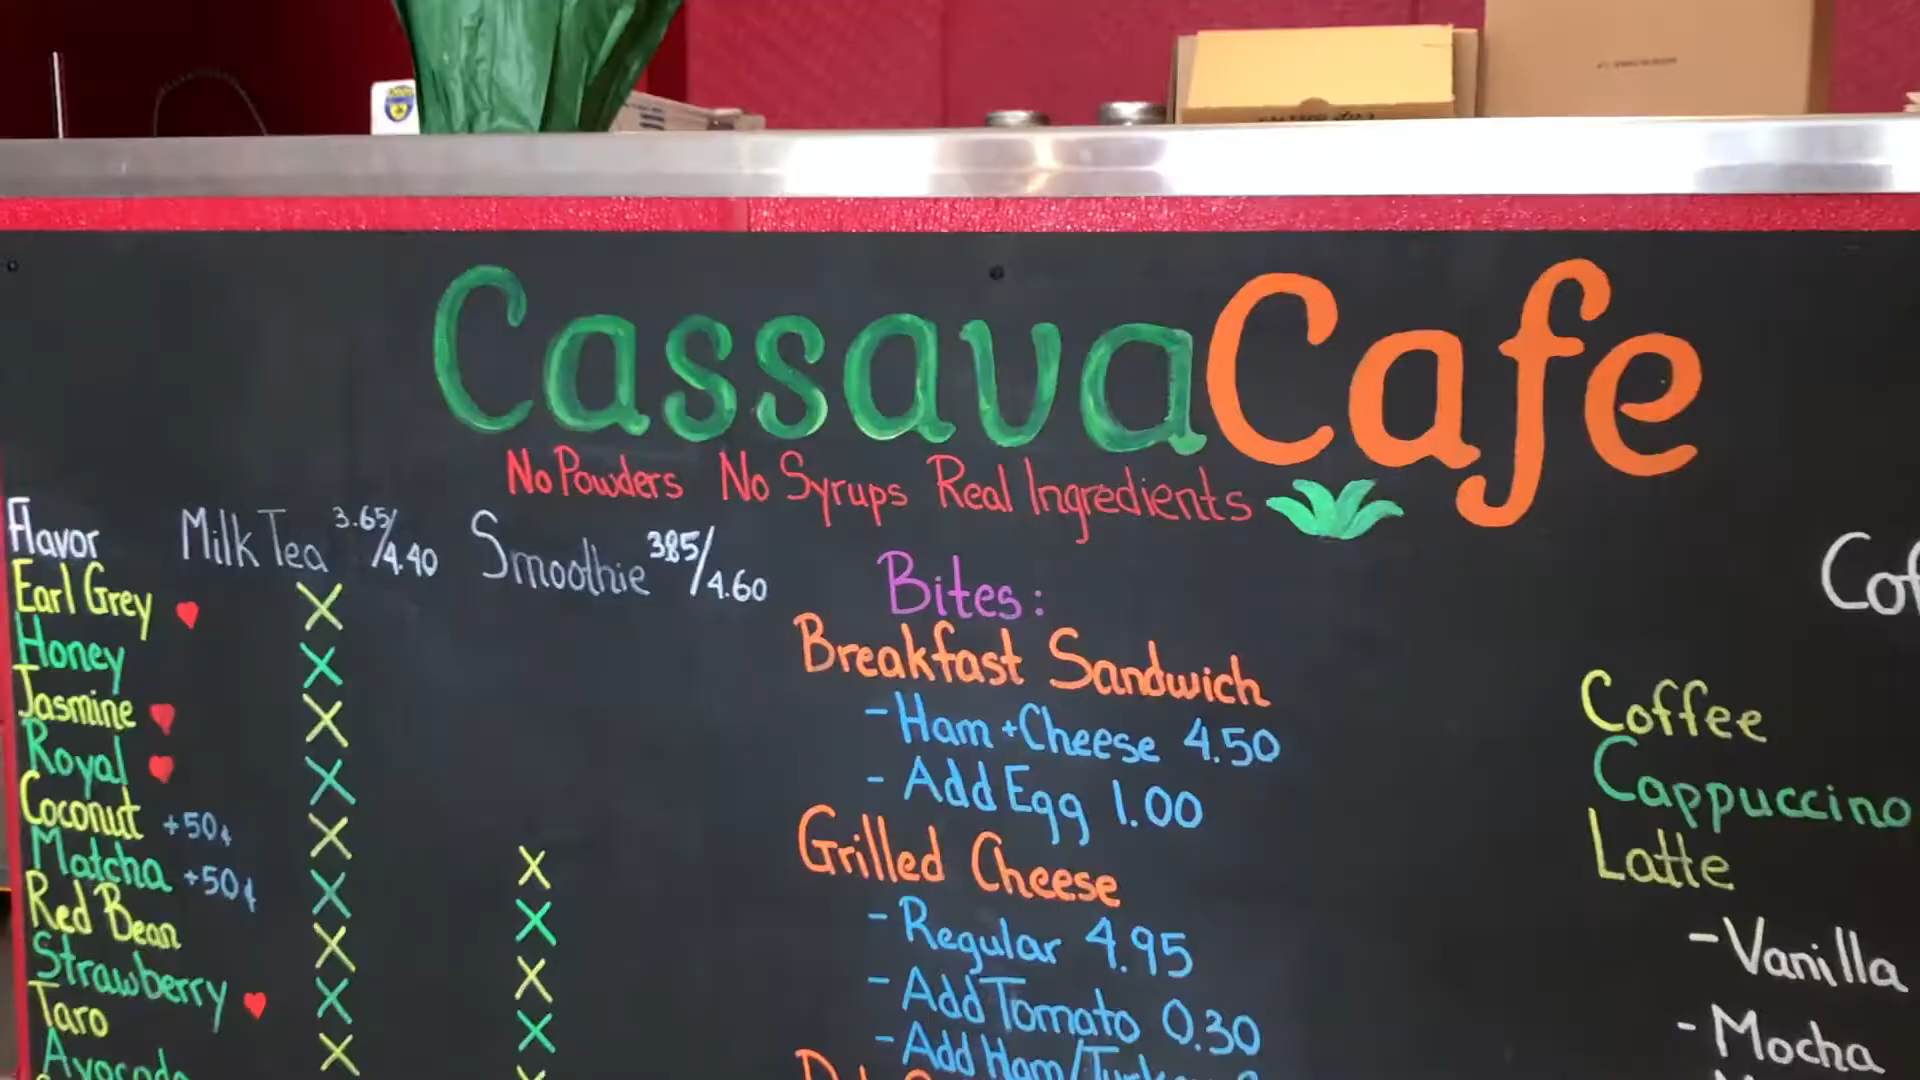 CassavaCafe
No Powders No Syrups Real Ingredients
Flavor Milk Tea 3.65/4.40 Smoothie 3.85/4.60
Earl Grey X
Honey X
Jasmine X
Royal X
Coconut +50¢ X X
Matcha +50¢ X X
Red Bean X X
Strawberry X X
Taro X X
Avocado
Bites:
Breakfast Sandwich
- Ham + Cheese 4.50
- Add Egg 1.00
Grilled Cheese
- Regular 4.95
- Add Tomato 0.30
- Add Ham/Turkey
Cof
Coffee
Cappuccino
Latte
- Vanilla
- Mocha